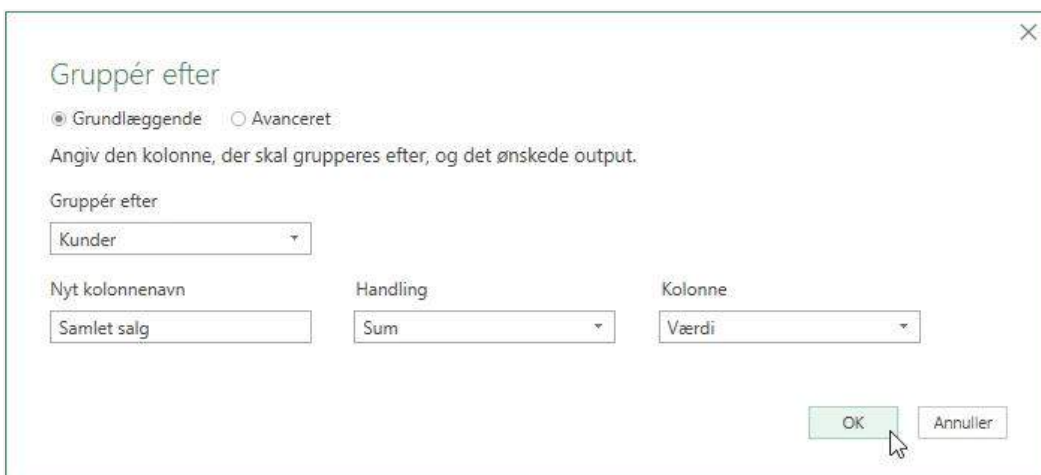 Gruppér efter
Grundlæggende Avanceret
Angiv den kolonne, der skal grupperes efter, og det ønskede output.
Gruppér efter
Kunder
Nyt kolonnenavn Handling Kolonne
Samlet salg Sum Værdi
OK Annuller